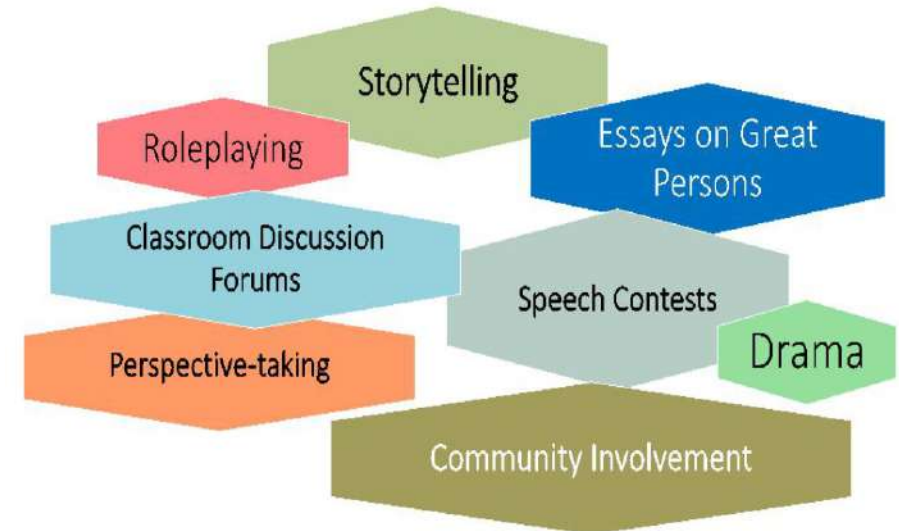 Storytelling
Roleplaying
Essays on Great
Persons
Classroom Discussion
Forums
Speech Contests
Perspective-taking
Drama
Community Involvement